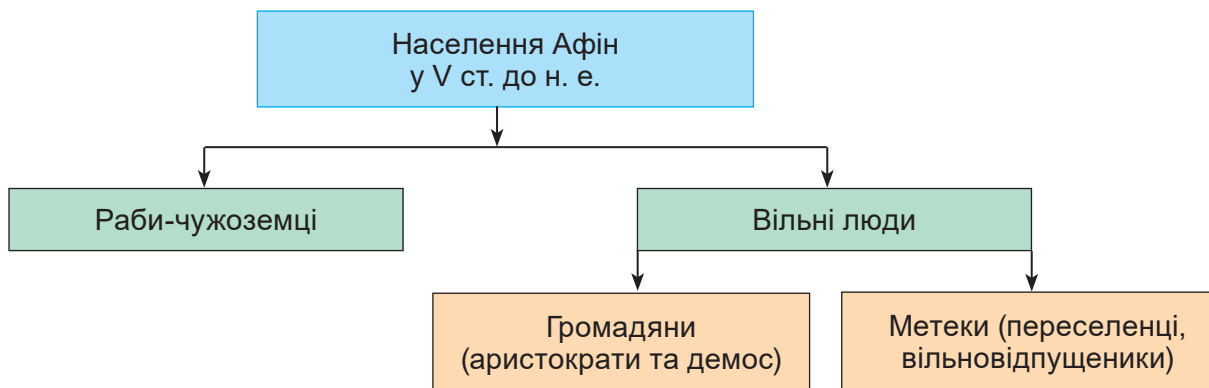 Населення Афін
у V ст. до н. е.
Раби-чужоземці
Вільні люди
Громадяни
(аристократи та демос)
Метеки (переселенці,
вільновідпущеники)